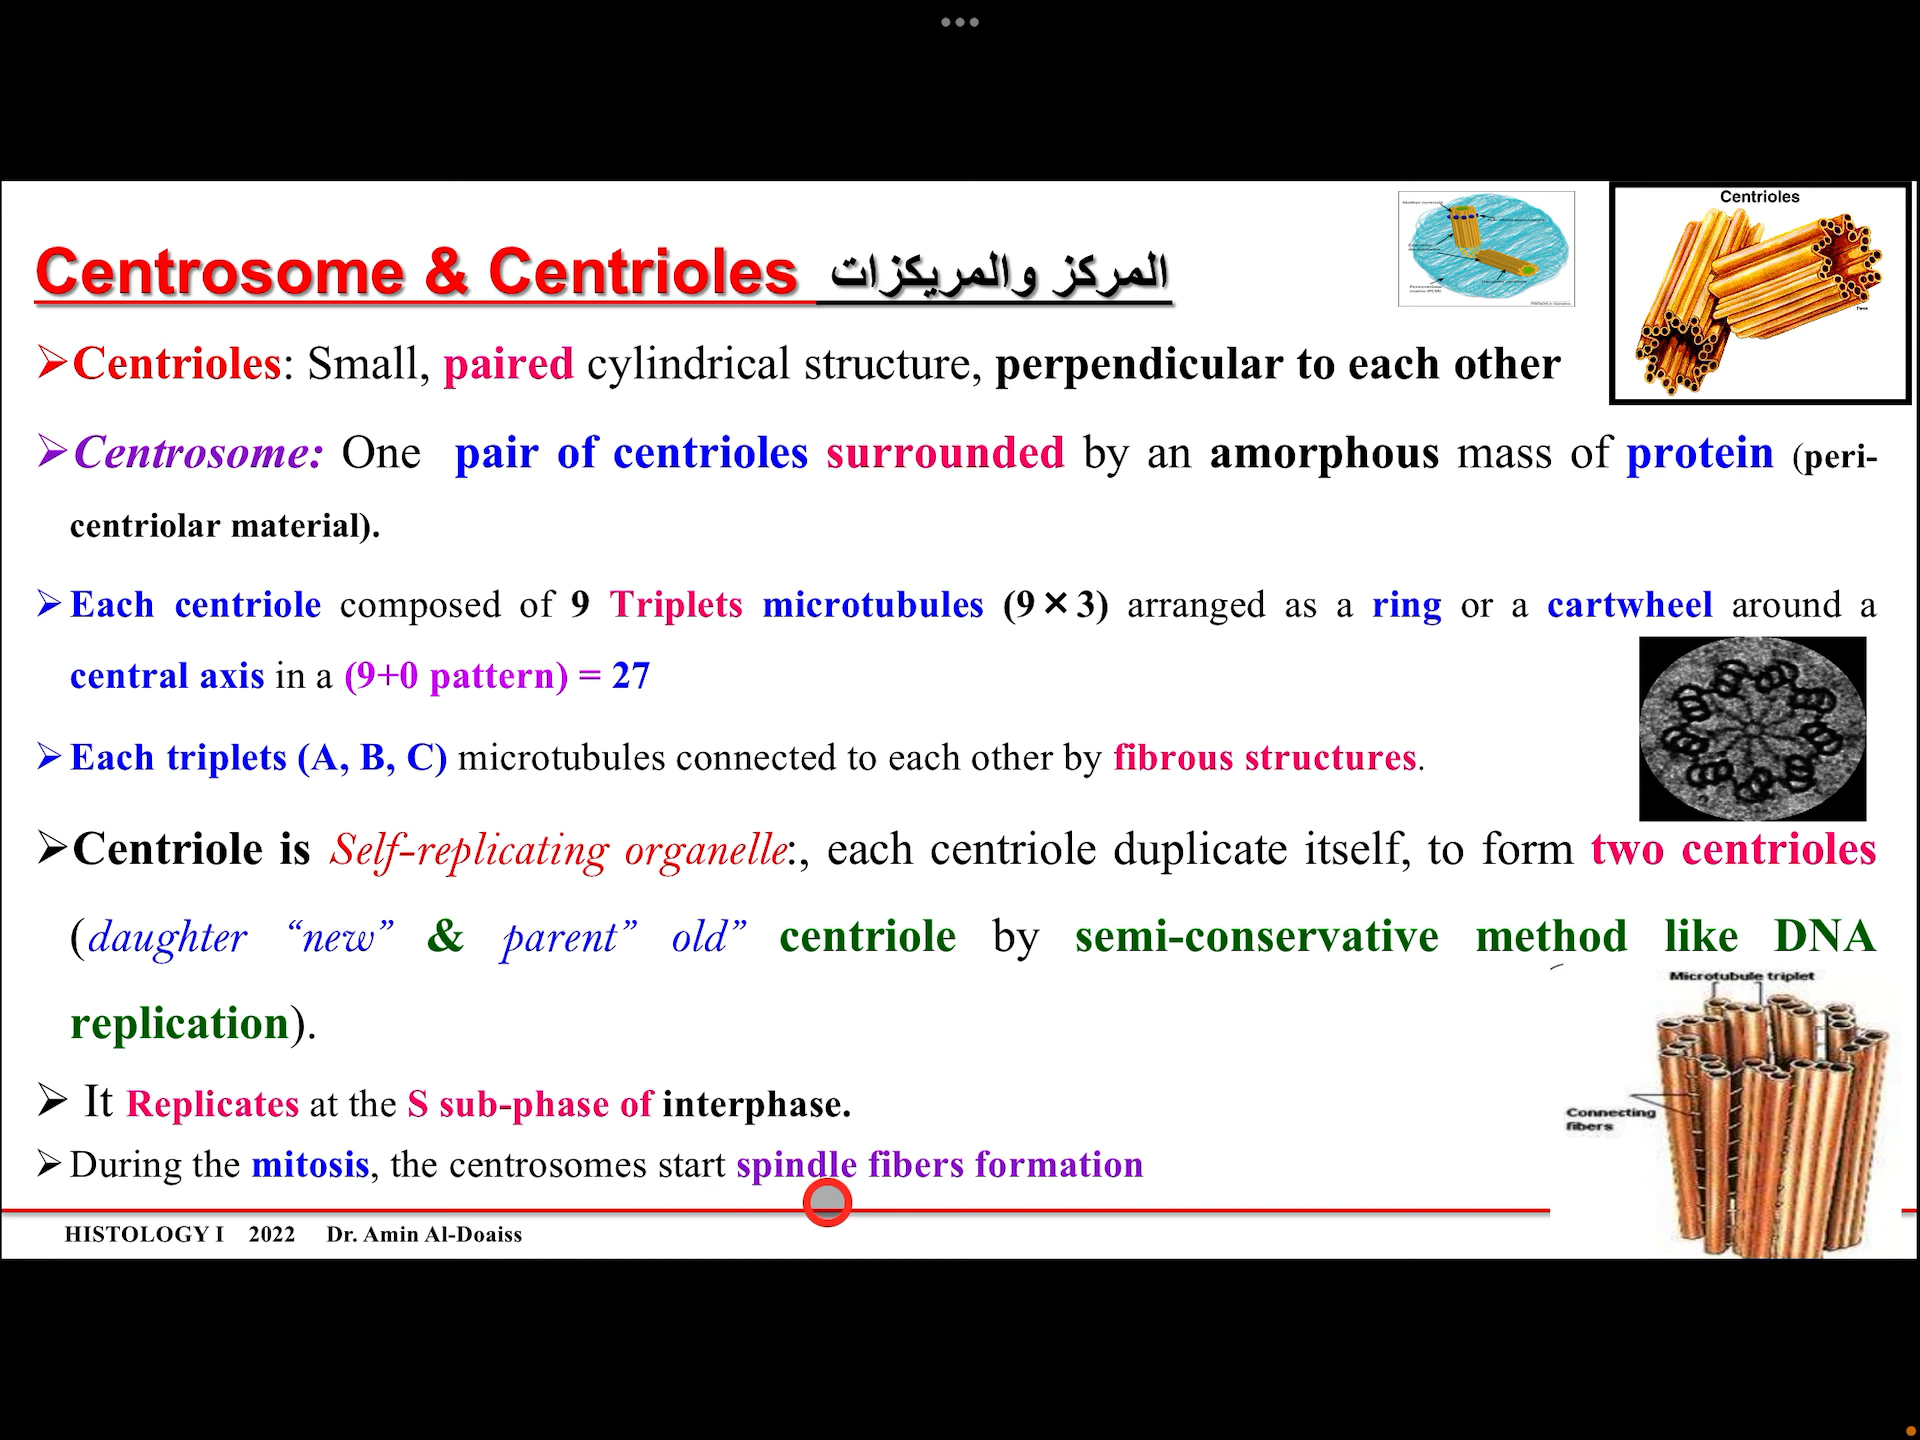 Centrosome & Centrioles المركز والمريكزات
Centrioles
➢Centrioles: Small, paired cylindrical structure, perpendicular to each other
➢Centrosome: One pair of centrioles surrounded by an amorphous mass of protein (peri-
centriolar material).
➢Each centriole composed of 9 Triplets microtubules (9×3) arranged as a ring or a cartwheel around a
central axis in a (9+0 pattern) = 27
➢Each triplets (A, B, C) microtubules connected to each other by fibrous structures.
➢Centriole is Self-replicating organelle:, each centriole duplicate itself, to form two centrioles
(daughter “new” & parent” old” centriole by semi-conservative method like DNA
replication).
Microtubule triplet
Connecting
fibers
➢ It Replicates at the S sub-phase of interphase.
➢During the mitosis, the centrosomes start spindle fibers formation
HISTOLOGY I 2022 Dr. Amin Al-Doaiss